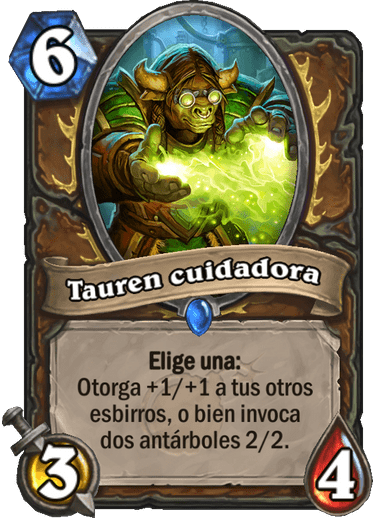 6
Tauren cuidadora
Elige una:
Otorga +1/+1 a tus otros
esbirros, o bien invoca
dos antárboles 2/2.
3
4